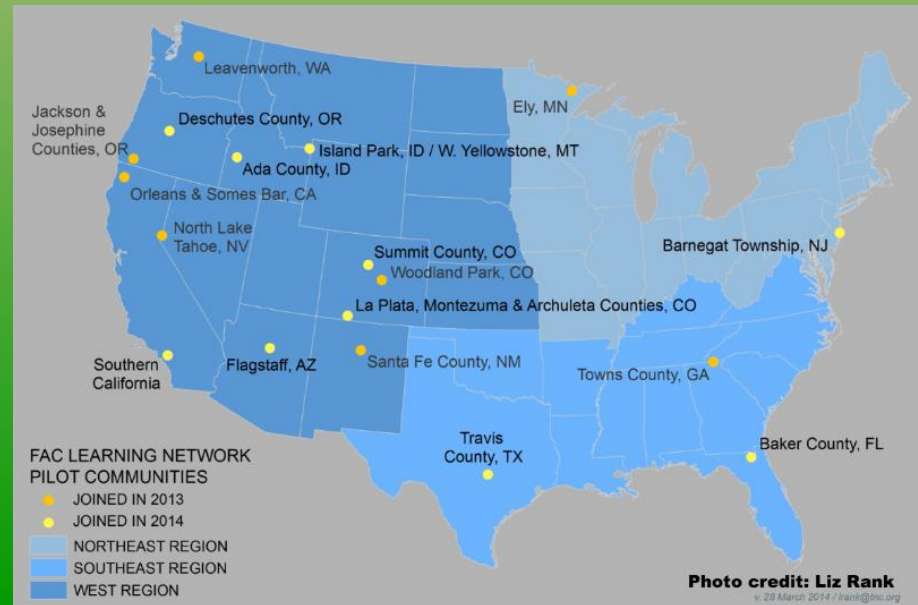 Leavenworth, WA
Ely, MN
Jackson &
Josephine
Counties, OR
Deschutes County, OR
Island Park, ID / W. Yellowstone, MT
Ada County, ID
Orleans & Somes Bar, CA
North Lake
Tahoe, NV
Summit County, CO
Woodland Park, CO
Barnegat Township, NJ
La Plata, Montezuma & Archuleta Counties, CO
Southern
California
Flagstaff, AZ
Santa Fe County, NM
Towns County, GA
Travis
County, TX
Baker County, FL
FAC LEARNING NETWORK
PILOT COMMUNITIES
JOINED IN 2013
JOINED IN 2014
NORTHEAST REGION
SOUTHEAST REGION
WEST REGION
Photo credit: Liz Rank
v. 28 March 2014 / lrank@tnc.org